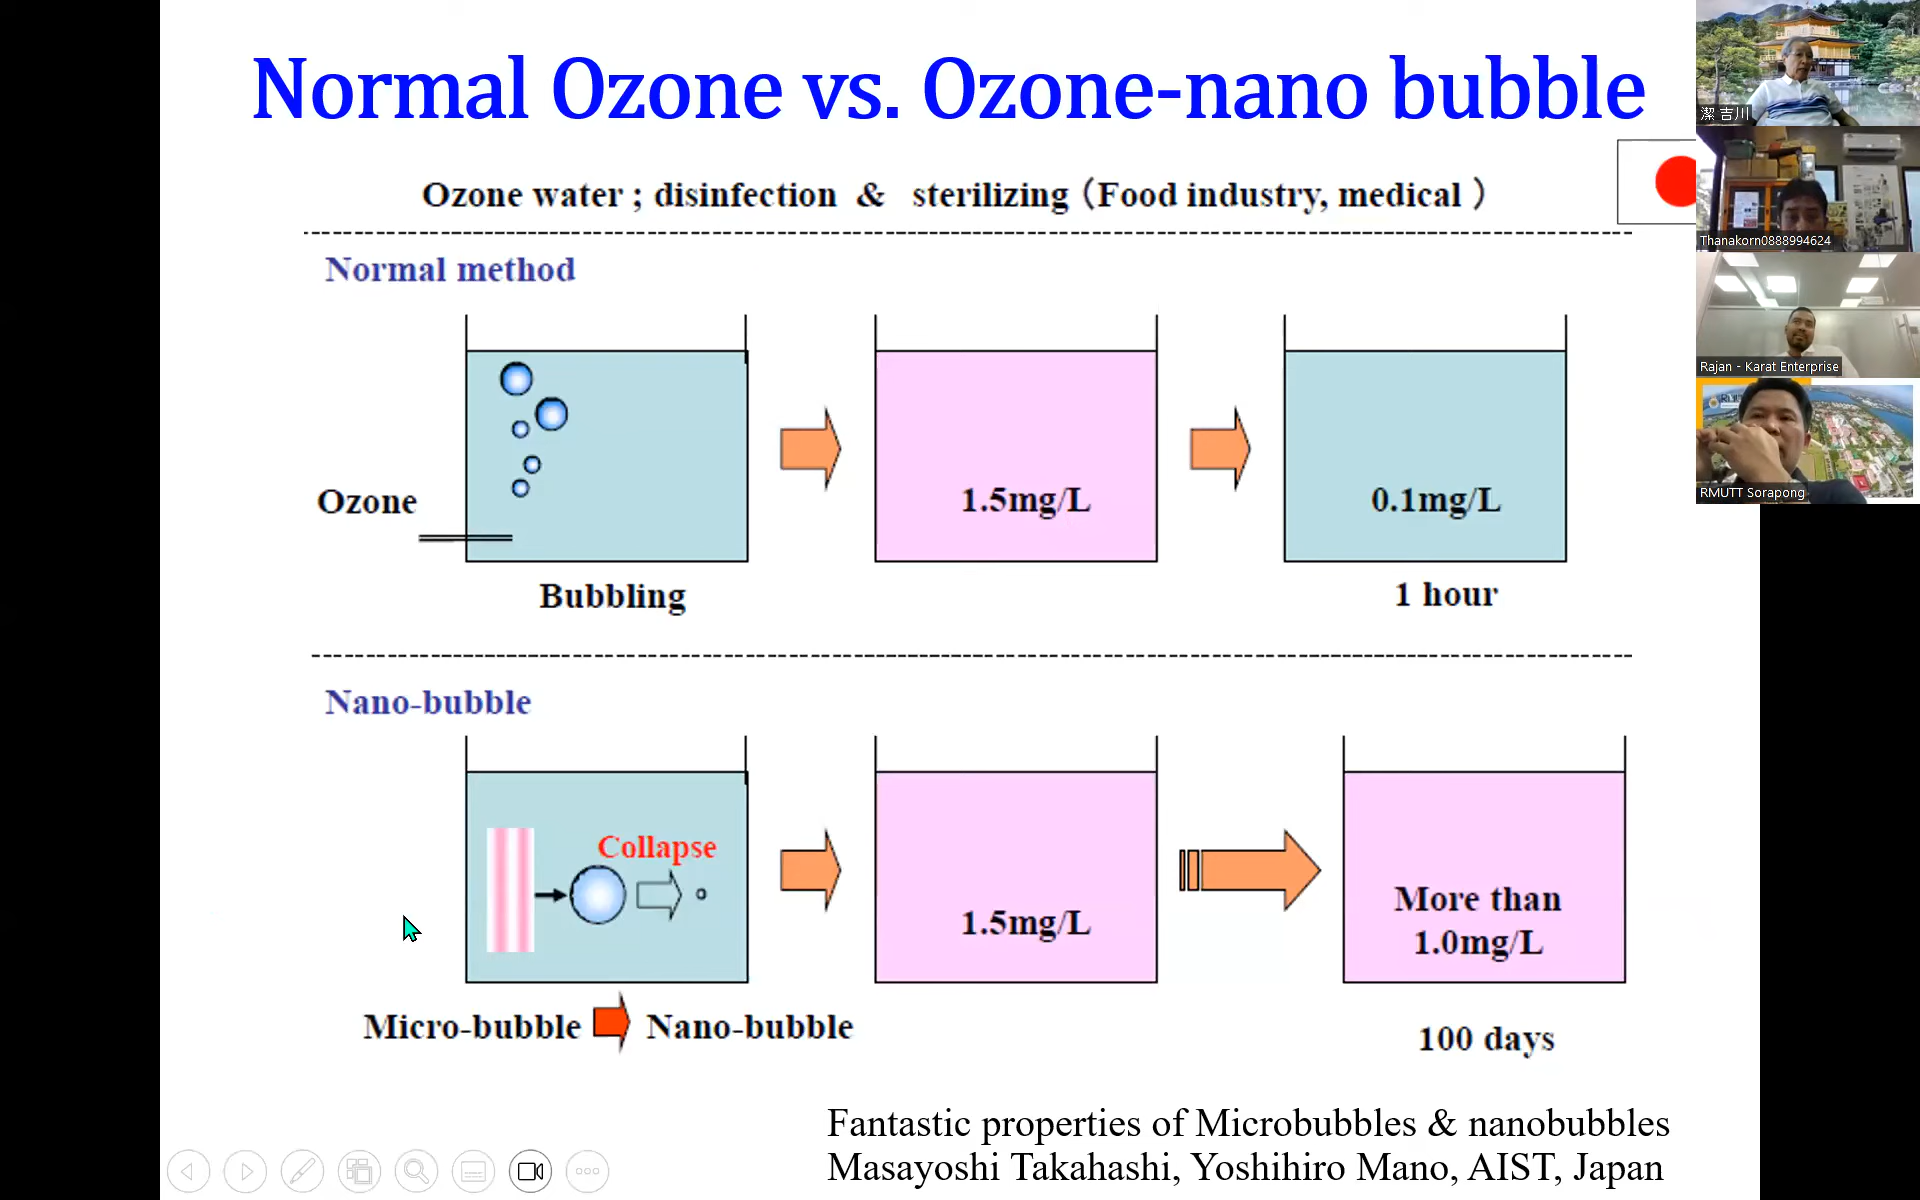 Normal Ozone vs. Ozone-nano bubble
Ozone water ; disinfection & sterilizing (Food industry, medical )
Normal method
Ozone
1.5mg/L
0.1mg/L
Bubbling
1 hour
Nano-bubble
Collapse
1.5mg/L
More than
1.0mg/L
Micro-bubble Nano-bubble
100 days
Fantastic properties of Microbubbles & nanobubbles
Masayoshi Takahashi, Yoshihiro Mano, AIST, Japan
潔 吉川
Thanakorn0888994624
Rajan - Karat Enterprise
RMUTT Sorapong